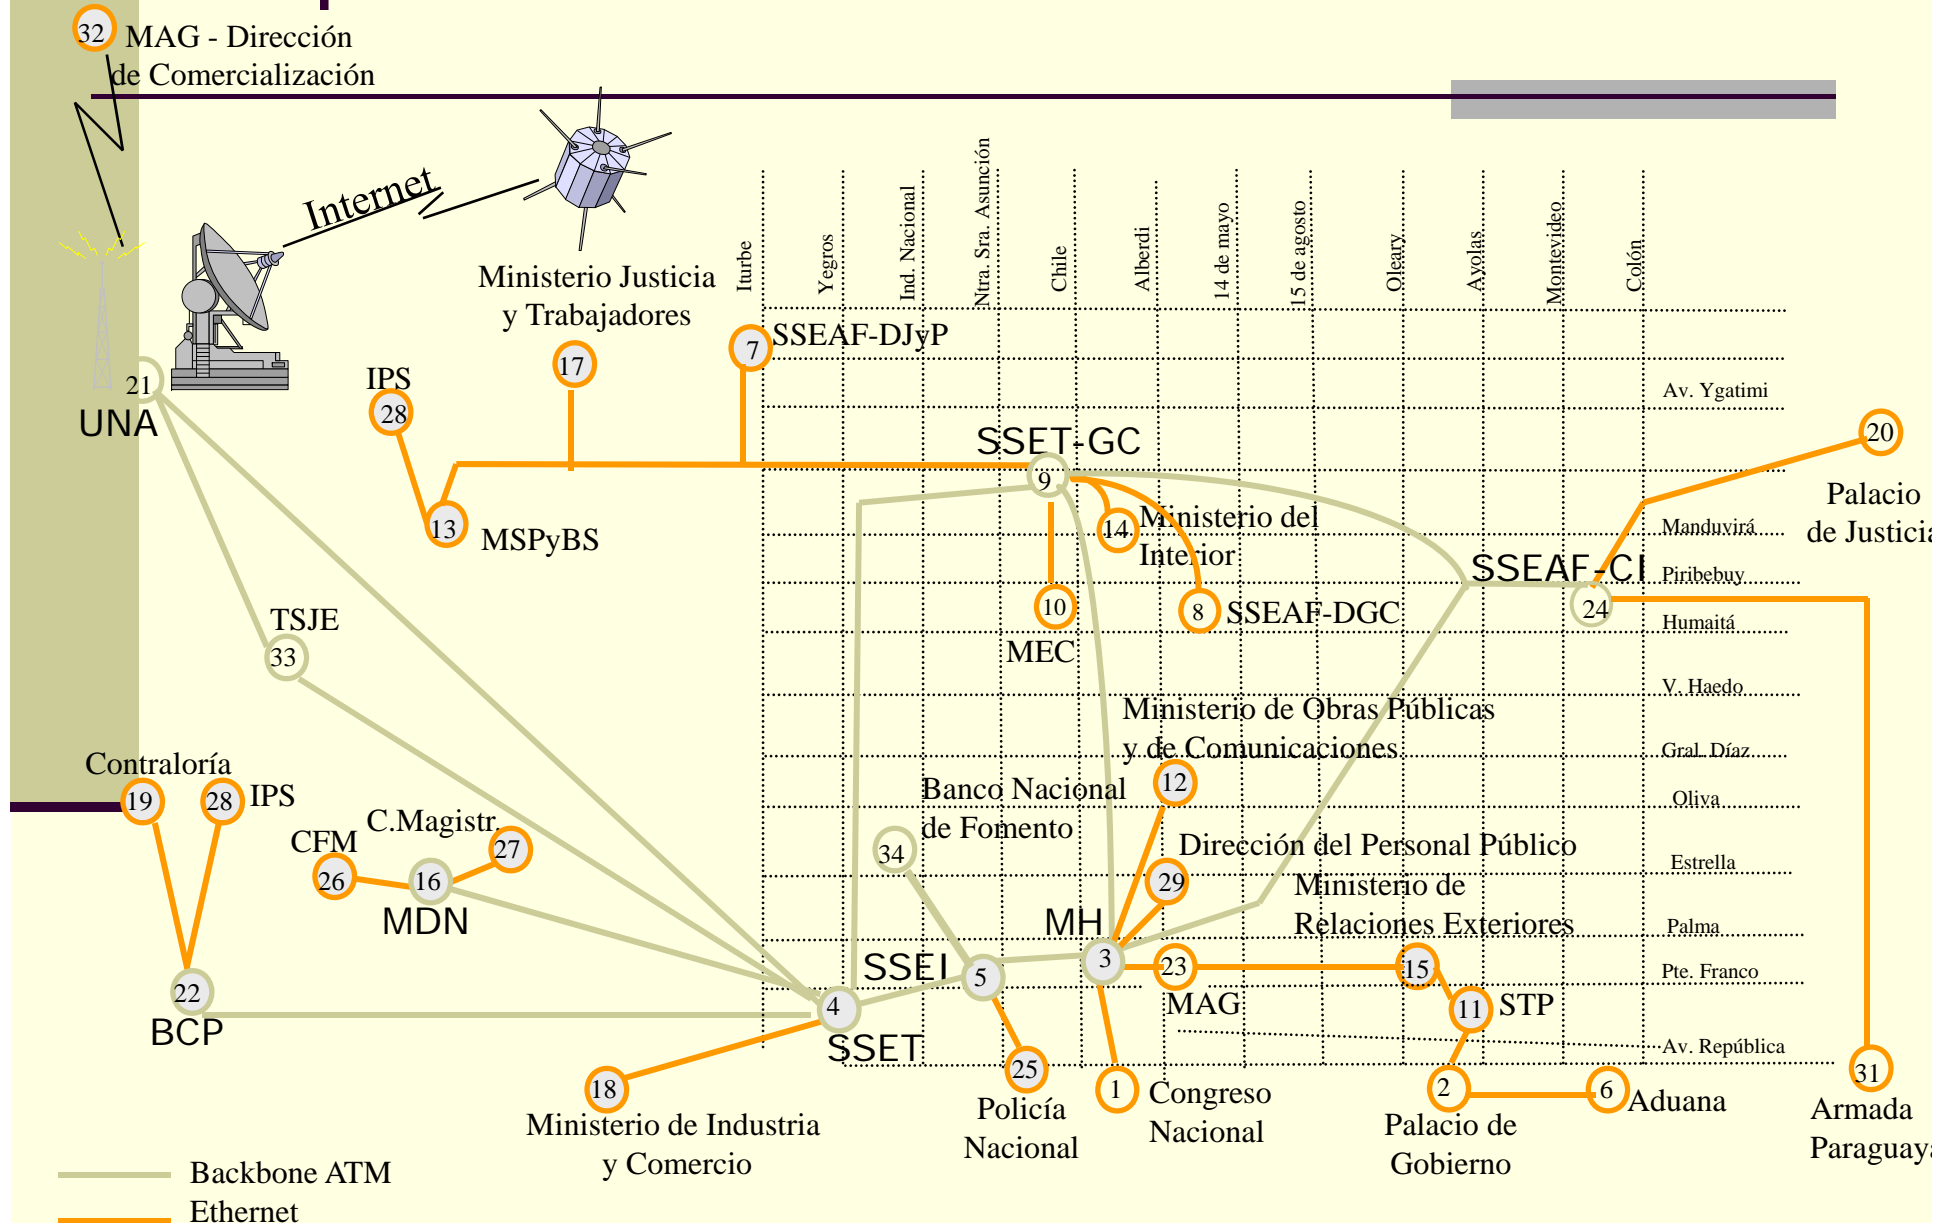 32
MAG - Dirección
de Comercialización
Internet
Iturbe
Yegros
Ind. Nacional
Ntra. Sra. Asunción
Chile
Alberdi
14 de mayo
15 de agosto
Oleary
Ayolas
Montevideo
Colón
Ministerio Justicia
y Trabajadores
17
7
SSEAF-DJyP
21
UNA
IPS
28
Av. Ygatimi
SSET-GC
9
20
Palacio
de Justicia
13
MSPyBS
14
Ministerio del
Interior
Manduvirá
SSEAF-CI
Piribebuy
24
10
MEC
8
SSEAF-DGC
Humaitá
TSJE
33
V. Haedo
Ministerio de Obras Públicas
y de Comunicaciones
Gral. Díaz
12
Contraloría
19
28
IPS
Banco Nacional
de Fomento
Oliva
C.Magistr.
27
CFM
26
16
MDN
34
Dirección del Personal Público
29
Estrella
Ministerio de
Relaciones Exteriores
MH
3
Palma
SSEI
5
23
MAG
15
Pte. Franco
11
STP
22
BCP
4
SSET
Av. República
18
Ministerio de Industria
y Comercio
25
Policía
Nacional
1
Congreso
Nacional
2
Palacio de
Gobierno
6
Aduana
31
Armada
Paraguay
Backbone ATM
Ethernet